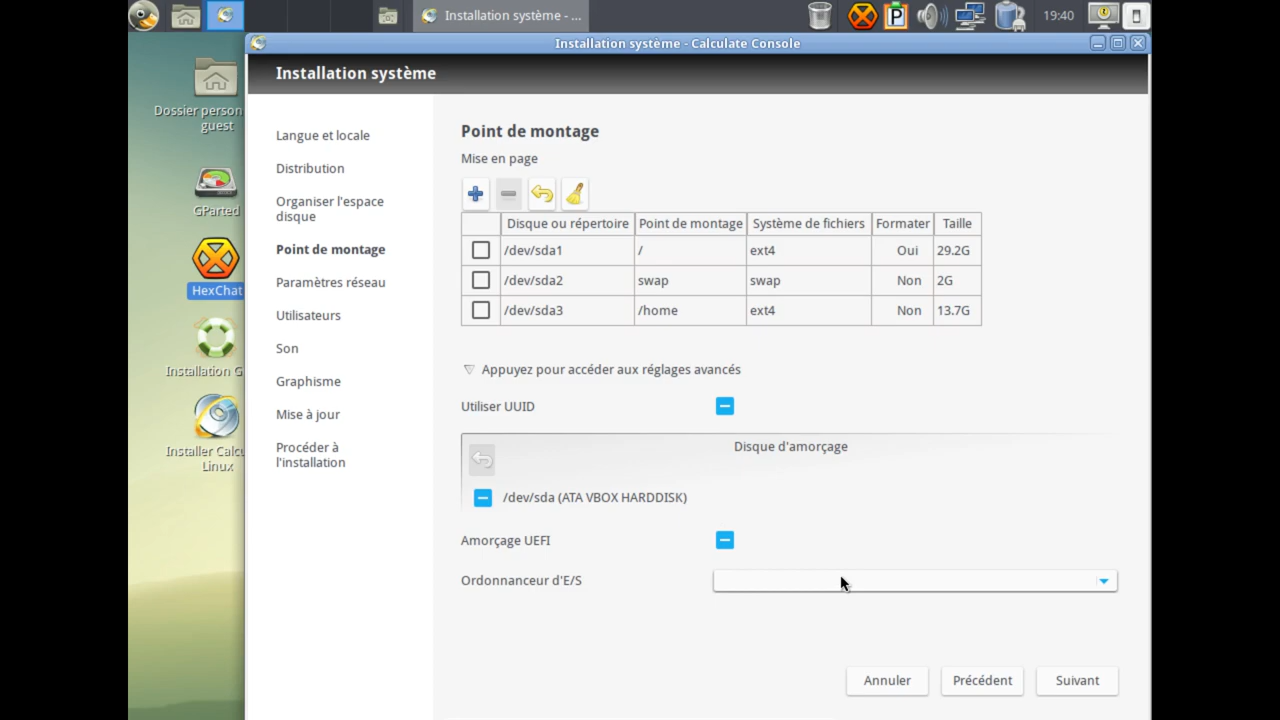 Installation système - ...
P
19:40
Installation système - Calculate Console
Installation système
Dossier person
guest
GParted
HexChat
Installation G
Installer Calcu
Linux
Langue et locale
Distribution
Organiser l'espace
disque
Point de montage
Paramètres réseau
Utilisateurs
Son
Graphisme
Mise à jour
Procéder à
l'installation
Point de montage
Mise en page
Disque ou répertoire Point de montage Système de fichiers Formater Taille
/dev/sda1 / ext4 Oui 29.2G
/dev/sda2 swap swap Non 2G
/dev/sda3 /home ext4 Non 13.7G
Appuyez pour accéder aux réglages avancés
Utiliser UUID
Disque d'amorçage
/dev/sda (ATA VBOX HARDDISK)
Amorçage UEFI
Ordonnanceur d'E/S
Annuler Précédent Suivant